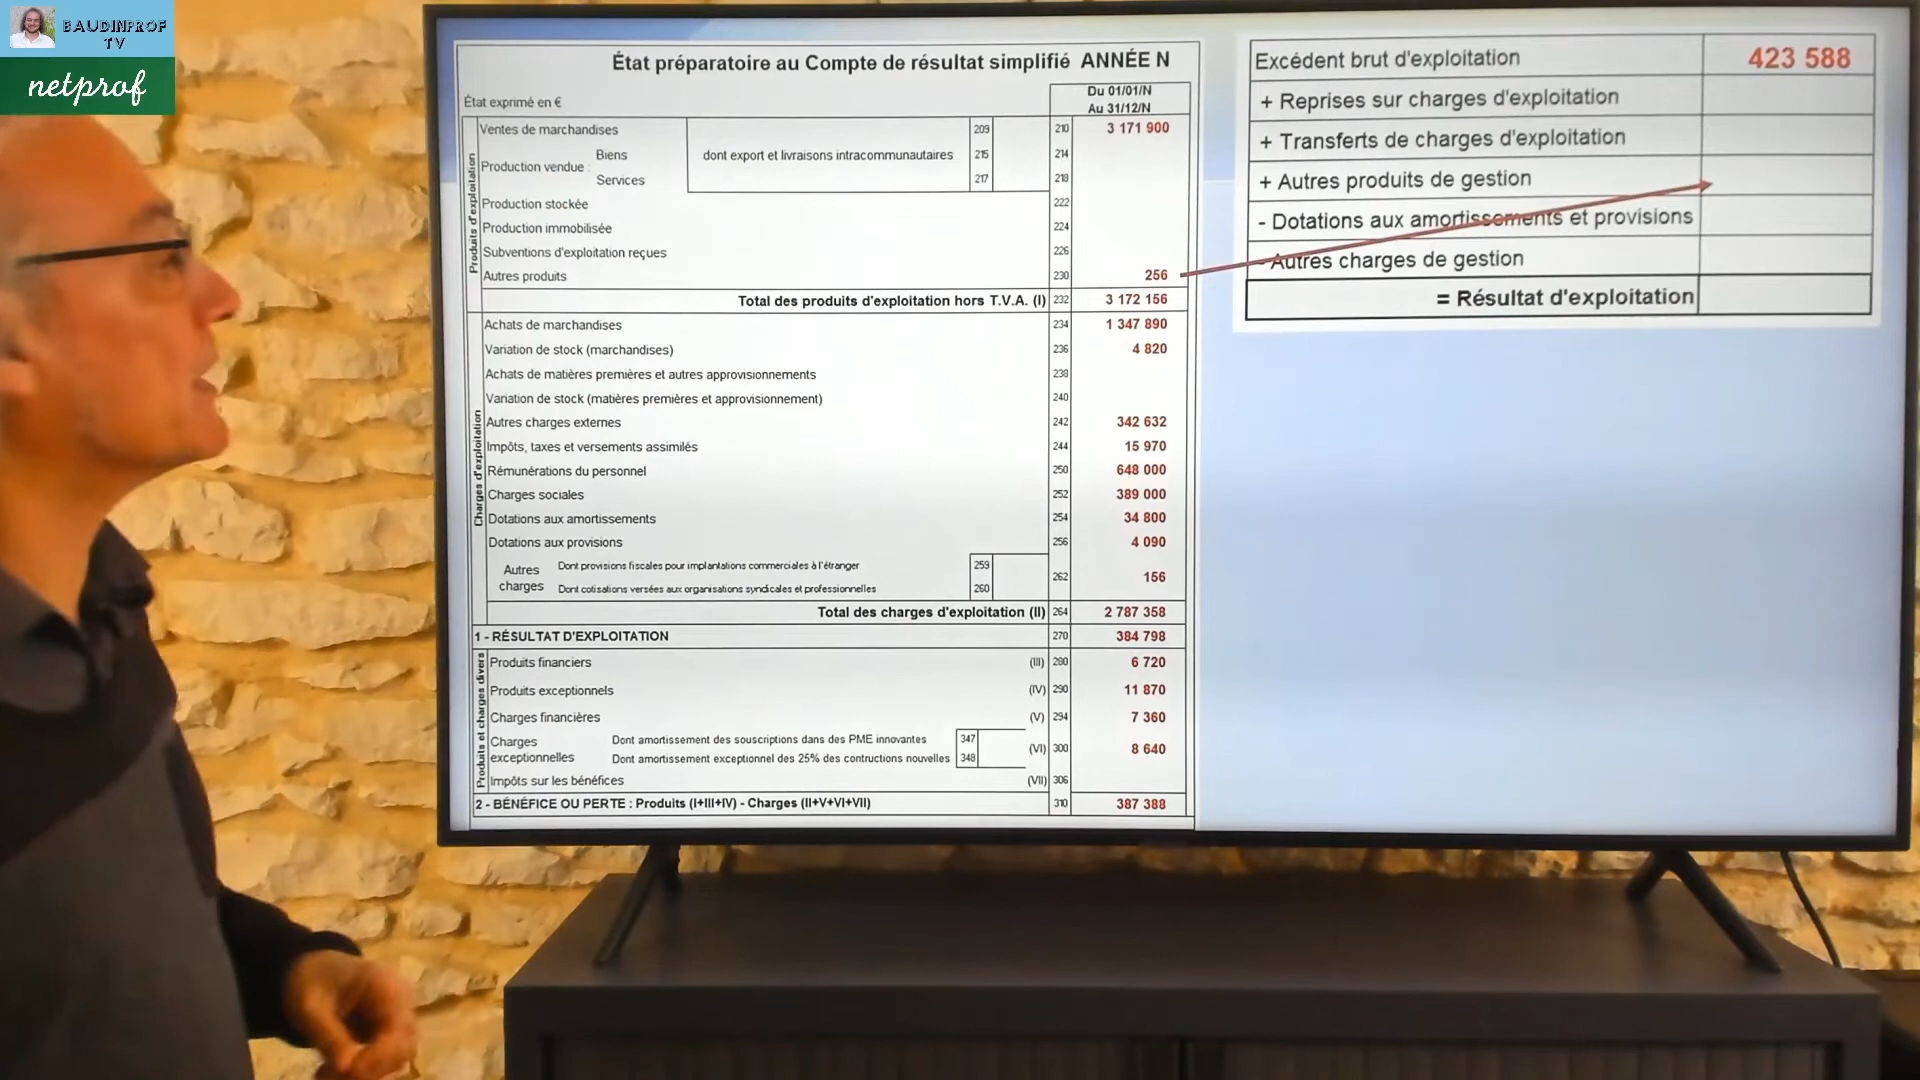 BAUDINPROF
TV
netprof
État préparatoire au Compte de résultat simplifié ANNÉE N
État exprimé en €
Du 01/01/N
Au 31/12/N
Produits d'exploitation
Ventes de marchandises 209 210 3 171 900
Production vendue :
Biens dont export et livraisons intracommunautaires 215 214
Services 217 218
Production stockée 222
Production immobilisée 224
Subventions d'exploitation reçues 226
Autres produits 230 256
Total des produits d'exploitation hors T.V.A. (I) 232 3 172 156
Charges d'exploitation
Achats de marchandises 234 1 347 890
Variation de stock (marchandises) 236 4 820
Achats de matières premières et autres approvisionnements 238
Variation de stock (matières premières et approvisionnement) 240
Autres charges externes 242 342 632
Impôts, taxes et versements assimilés 244 15 970
Rémunérations du personnel 250 648 000
Charges sociales 252 389 000
Dotations aux amortissements 254 34 800
Dotations aux provisions 256 4 090
Autres charges
Dont provisions fiscales pour implantations commerciales à l'étranger 259
262 156
Dont cotisations versées aux organisations syndicales et professionnelles 260
Total des charges d'exploitation (II) 264 2 787 358
1 - RÉSULTAT D'EXPLOITATION 270 384 798
Produits et charges divers
Produits financiers (III) 280 6 720
Produits exceptionnels (IV) 290 11 870
Charges financières (V) 294 7 360
Charges exceptionnelles
Dont amortissement des souscriptions dans des PME innovantes 347
(VI) 300 8 640
Dont amortissement exceptionnel des 25% des contructions nouvelles 348
Impôts sur les bénéfices (VII) 306
2 - BÉNÉFICE OU PERTE : Produits (I+III+IV) - Charges (II+V+VI+VII) 310 387 388
Excédent brut d'exploitation 423 588
+ Reprises sur charges d'exploitation
+ Transferts de charges d'exploitation
+ Autres produits de gestion
- Dotations aux amortissements et provisions
- Autres charges de gestion
= Résultat d'exploitation